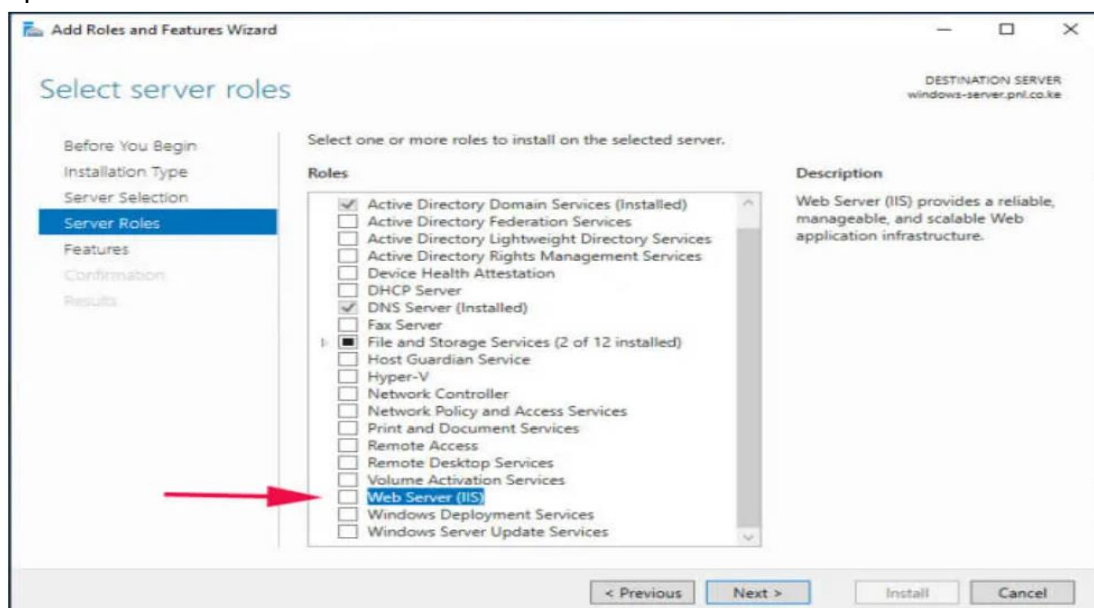 Add Roles and Features Wizard
Select server roles
DESTINATION SERVER
windows-server.pnl.co.ke
Before You Begin
Installation Type
Server Selection
Server Roles
Features
Confirmation
Results
Select one or more roles to install on the selected server.
Roles
Active Directory Domain Services (Installed)
Active Directory Federation Services
Active Directory Lightweight Directory Services
Active Directory Rights Management Services
Device Health Attestation
DHCP Server
DNS Server (Installed)
Fax Server
File and Storage Services (2 of 12 installed)
Host Guardian Service
Hyper-V
Network Controller
Network Policy and Access Services
Print and Document Services
Remote Access
Remote Desktop Services
Volume Activation Services
Web Server (IIS)
Windows Deployment Services
Windows Server Update Services
Description
Web Server (IIS) provides a reliable,
manageable, and scalable Web
application infrastructure.
< Previous
Next >
Install
Cancel